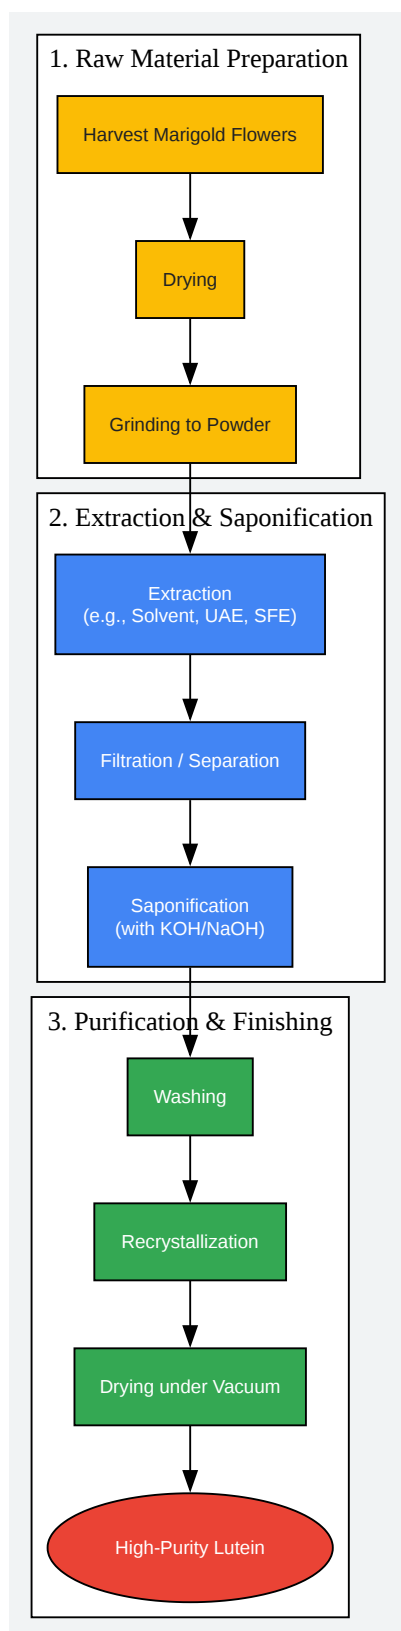 1. Raw Material Preparation
Harvest Marigold Flowers
Drying
Grinding to Powder
2. Extraction & Saponification
Extraction
(e.g., Solvent, UAE, SFE)
Filtration / Separation
Saponification
(with KOH/NaOH)
3. Purification & Finishing
Washing
Recrystallization
Drying under Vacuum
High-Purity Lutein